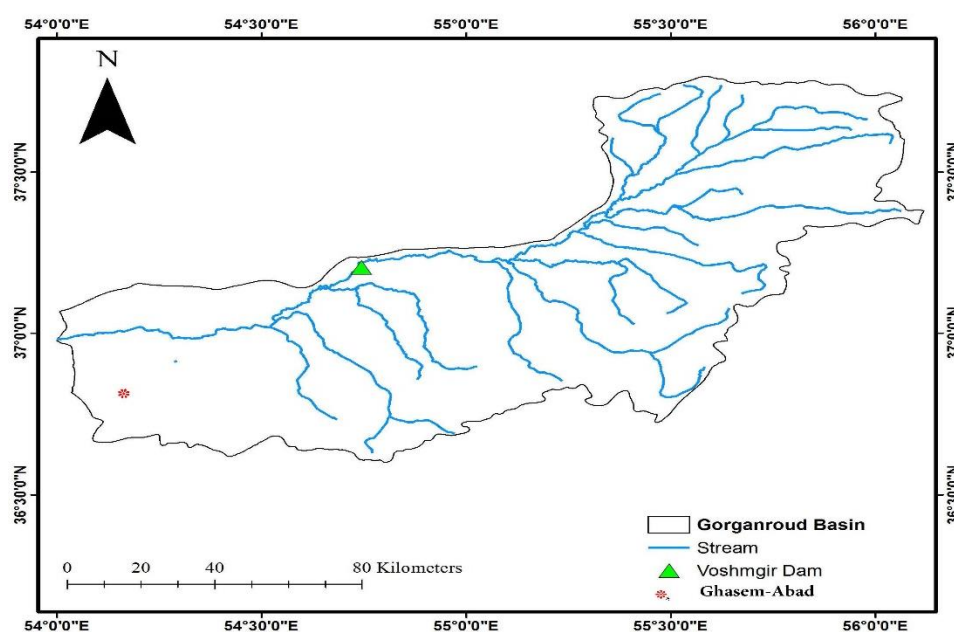 54°0'0"E 54°30'0"E 55°0'0"E 55°30'0"E 56°0'0"E
N
37°30'0"N 37°30'0"N
37°0'0"N 37°0'0"N
36°30'0"N 36°30'0"N
Gorganroud Basin
Stream
Voshmgir Dam
Ghasem-Abad
0 20 40 80 Kilometers
54°0'0"E 54°30'0"E 55°0'0"E 55°30'0"E 56°0'0"E